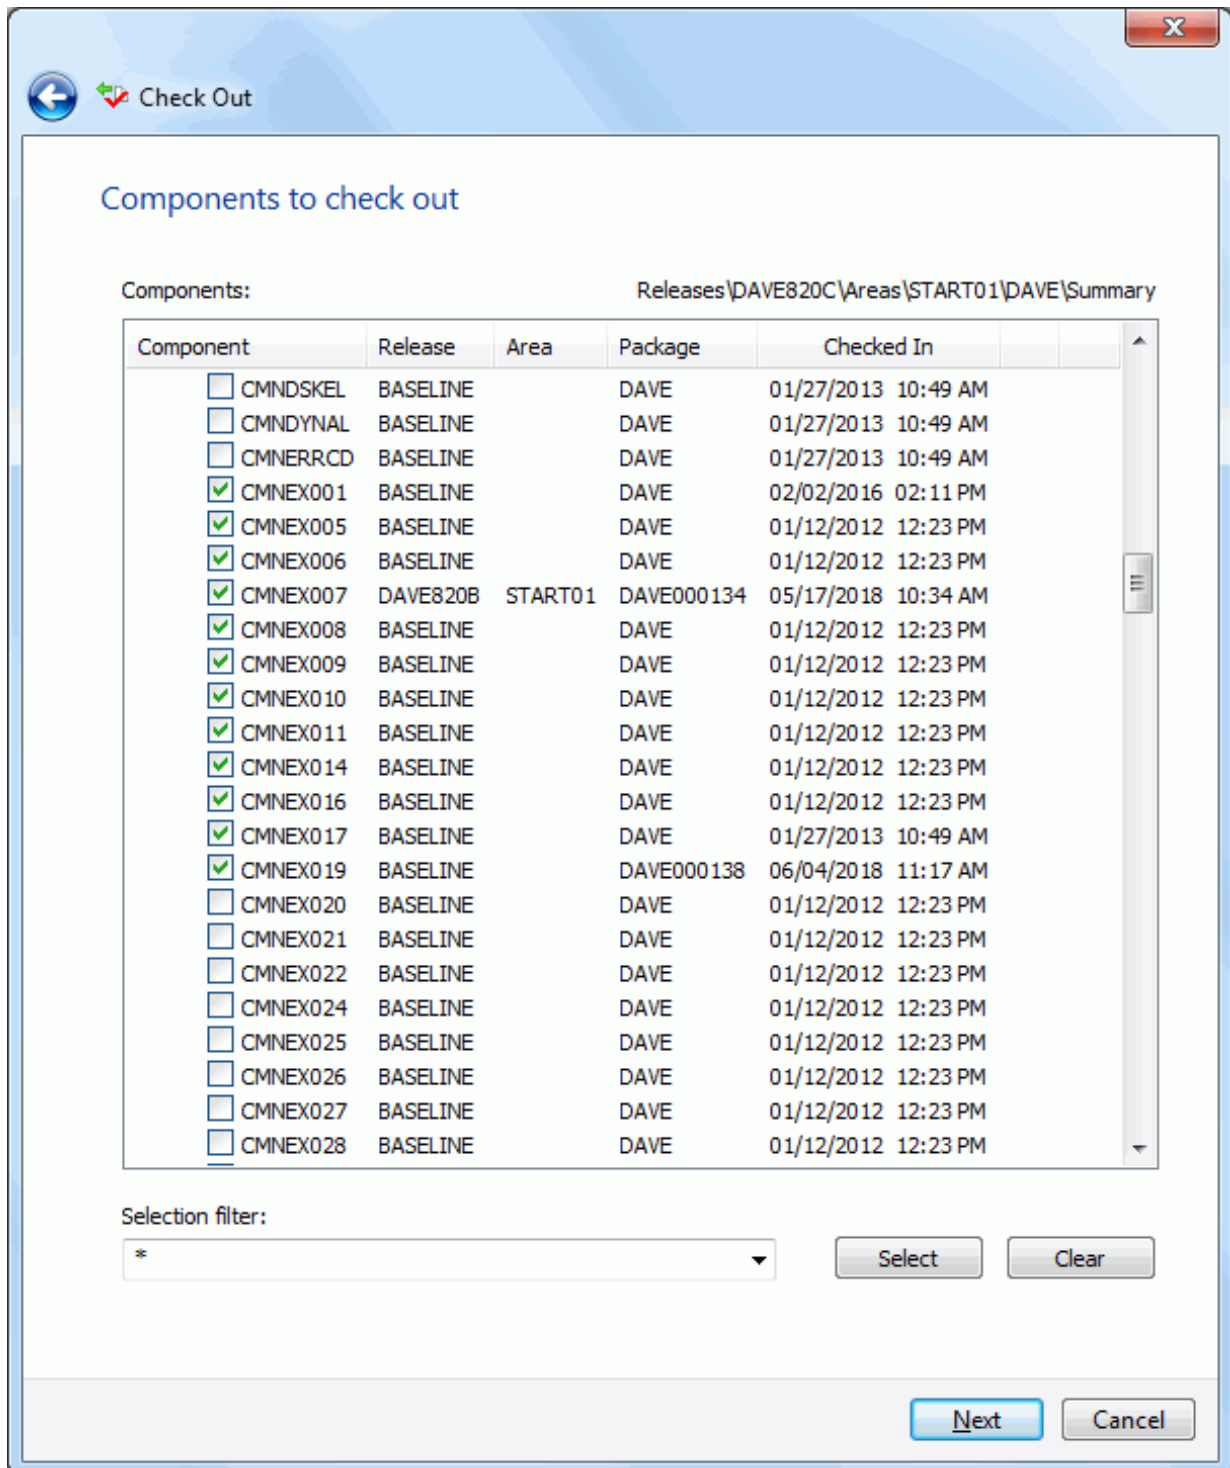 Check Out
Components to check out
Components: Releases\DAVE820C\Areas\START01\DAVE\Summary
Component Release Area Package Checked In
CMNDSKEL BASELINE DAVE 01/27/2013 10:49 AM
CMNDYNAL BASELINE DAVE 01/27/2013 10:49 AM
CMNERRCD BASELINE DAVE 01/27/2013 10:49 AM
CMNEX001 BASELINE DAVE 02/02/2016 02:11 PM
CMNEX005 BASELINE DAVE 01/12/2012 12:23 PM
CMNEX006 BASELINE DAVE 01/12/2012 12:23 PM
CMNEX007 DAVE820B START01 DAVE000134 05/17/2018 10:34 AM
CMNEX008 BASELINE DAVE 01/12/2012 12:23 PM
CMNEX009 BASELINE DAVE 01/12/2012 12:23 PM
CMNEX010 BASELINE DAVE 01/12/2012 12:23 PM
CMNEX011 BASELINE DAVE 01/12/2012 12:23 PM
CMNEX014 BASELINE DAVE 01/12/2012 12:23 PM
CMNEX016 BASELINE DAVE 01/12/2012 12:23 PM
CMNEX017 BASELINE DAVE 01/27/2013 10:49 AM
CMNEX019 BASELINE DAVE000138 06/04/2018 11:17 AM
CMNEX020 BASELINE DAVE 01/12/2012 12:23 PM
CMNEX021 BASELINE DAVE 01/12/2012 12:23 PM
CMNEX022 BASELINE DAVE 01/12/2012 12:23 PM
CMNEX024 BASELINE DAVE 01/12/2012 12:23 PM
CMNEX025 BASELINE DAVE 01/12/2012 12:23 PM
CMNEX026 BASELINE DAVE 01/12/2012 12:23 PM
CMNEX027 BASELINE DAVE 01/12/2012 12:23 PM
CMNEX028 BASELINE DAVE 01/12/2012 12:23 PM
Selection filter:
* Select Clear
Next Cancel